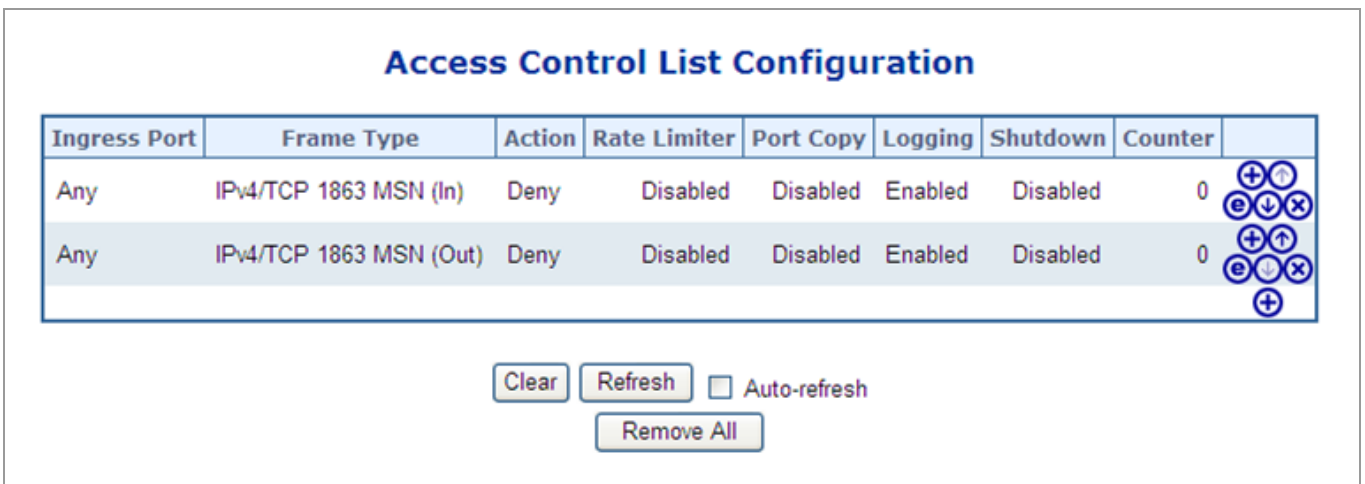 Access Control List Configuration
Ingress Port Frame Type Action Rate Limiter Port Copy Logging Shutdown Counter
Any IPv4/TCP 1863 MSN (In) Deny Disabled Disabled Enabled Disabled 0
Any IPv4/TCP 1863 MSN (Out) Deny Disabled Disabled Enabled Disabled 0
Clear Refresh Auto-refresh
Remove All